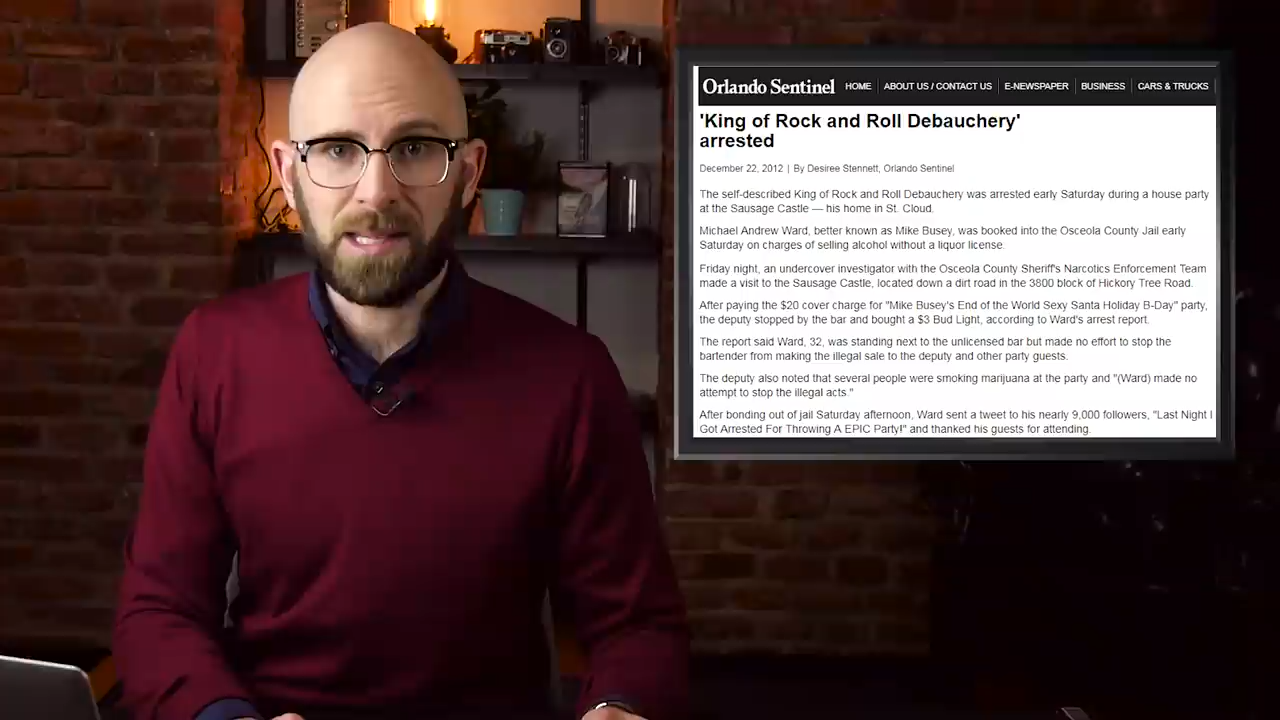 Orlando Sentinel HOME ABOUT US / CONTACT US E-NEWSPAPER BUSINESS CARS & TRUCKS
'King of Rock and Roll Debauchery'
arrested
December 22, 2012 | By Desiree Stennett, Orlando Sentinel
The self-described King of Rock and Roll Debauchery was arrested early Saturday during a house party
at the Sausage Castle — his home in St. Cloud.
Michael Andrew Ward, better known as Mike Busey, was booked into the Osceola County Jail early
Saturday on charges of selling alcohol without a liquor license.
Friday night, an undercover investigator with the Osceola County Sheriff's Narcotics Enforcement Team
made a visit to the Sausage Castle, located down a dirt road in the 3800 block of Hickory Tree Road.
After paying the $20 cover charge for "Mike Busey's End of the World Sexy Santa Holiday B-Day" party,
the deputy stopped by the bar and bought a $3 Bud Light, according to Ward's arrest report.
The report said Ward, 32, was standing next to the unlicensed bar but made no effort to stop the
bartender from making the illegal sale to the deputy and other party guests.
The deputy also noted that several people were smoking marijuana at the party and "(Ward) made no
attempt to stop the illegal acts."
After bonding out of jail Saturday afternoon, Ward sent a tweet to his nearly 9,000 followers, "Last Night I
Got Arrested For Throwing A EPIC Party!" and thanked his guests for attending.